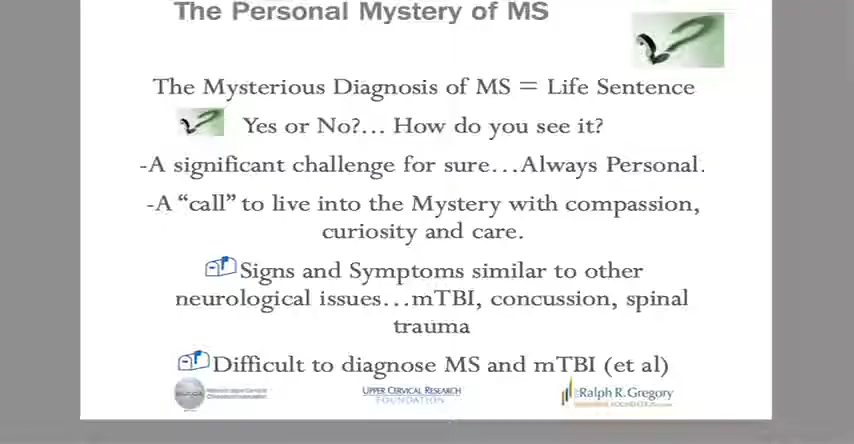 The Personal Mystery of MS
The Mysterious Diagnosis of MS = Life Sentence
Yes or No?... How do you see it?
-A significant challenge for sure...Always Personal.
-A “call” to live into the Mystery with compassion,
curiosity and care.
Signs and Symptoms similar to other
neurological issues...mTBI, concussion, spinal
trauma
Difficult to diagnose MS and mTBI (et al)
UPPER CERVICAL RESEARCH
FOUNDATION
Ralph R. Gregory